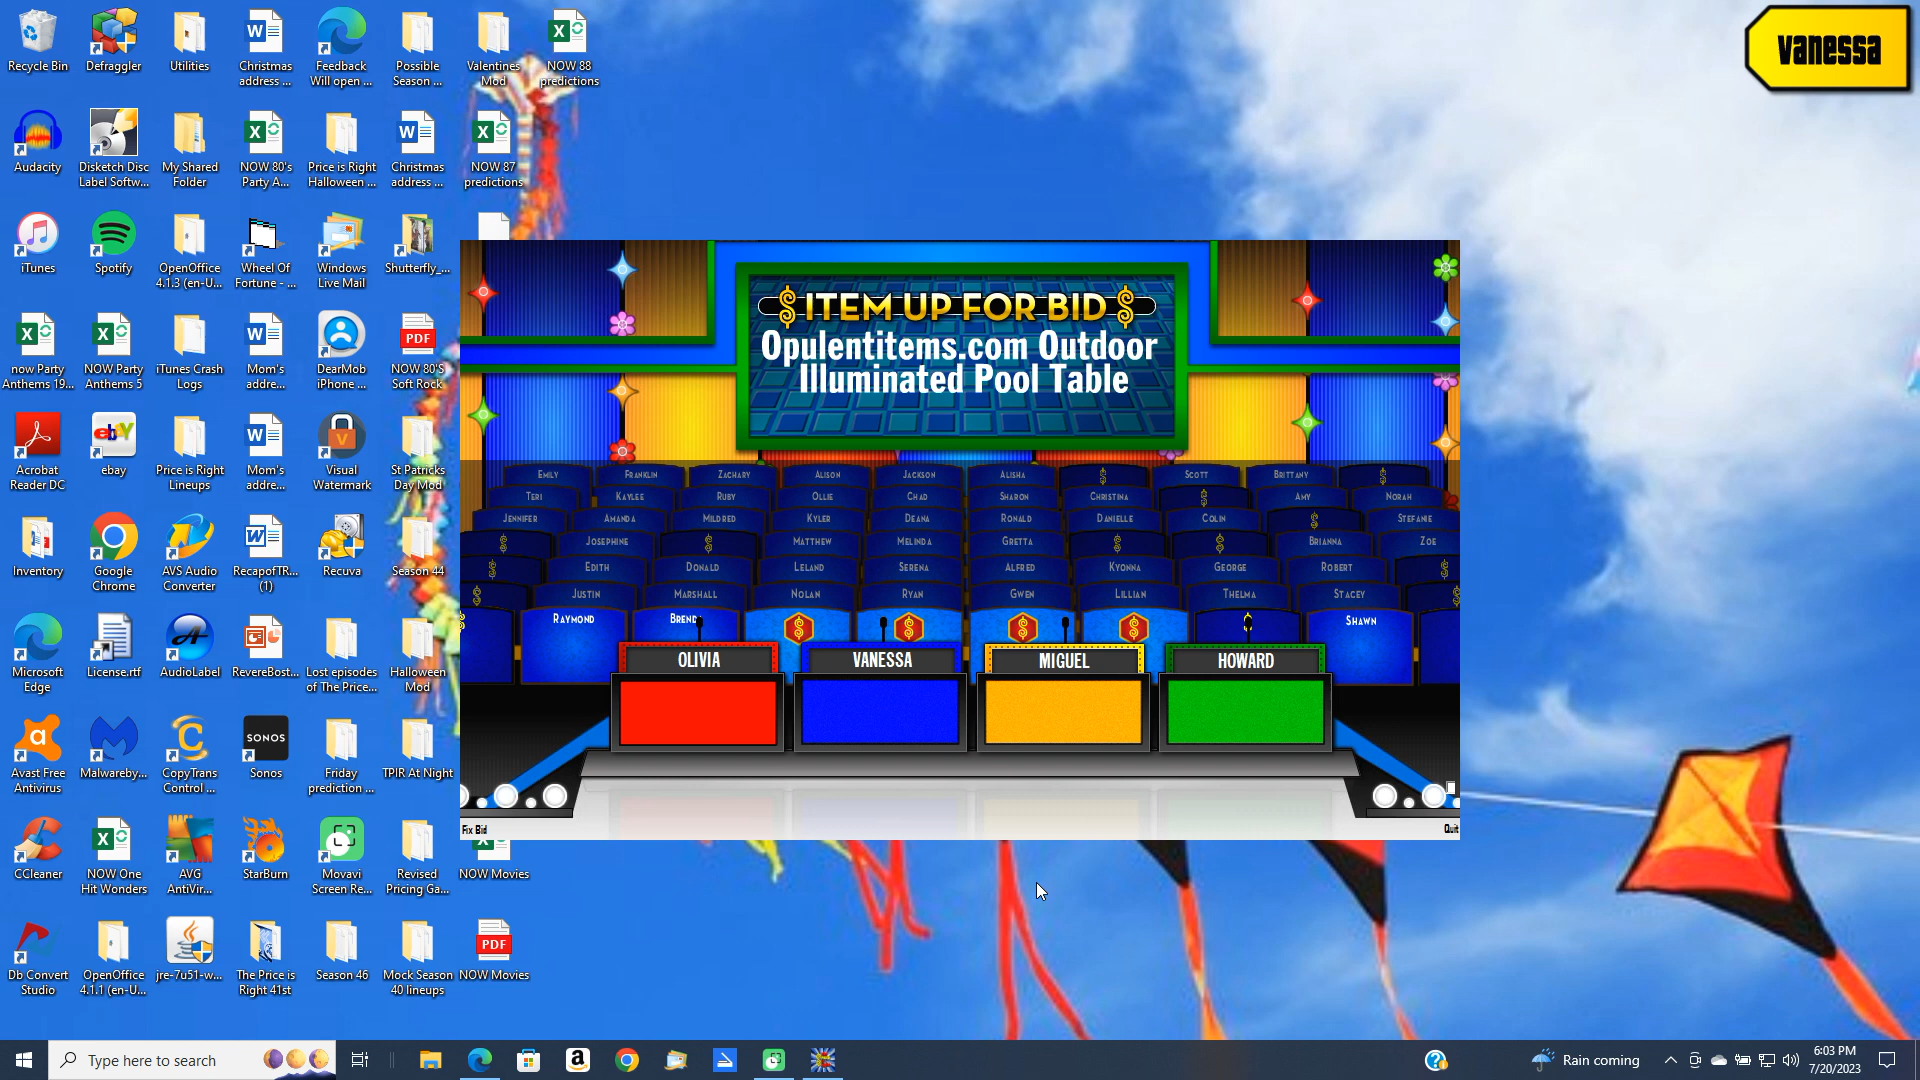 Recycle Bin
Defraggler
Utilities
Christmas
address ...
Feedback
Will open ...
Possible
Season ...
Valentines
Mod
NOW 88
predictions
vanessa
Audacity
Disketch Disc
Label Softw...
My Shared
Folder
NOW 80's
Party A...
Price is Right
Halloween ...
Christmas
address ...
NOW 87
predictions
iTunes
Spotify
OpenOffice
4.1.3 (en-U...
Wheel Of
Fortune - ...
Windows
Live Mail
Shutterfly_...
now Party
Anthems 19...
NOW Party
Anthems 5
iTunes Crash
Logs
Mom's
addre...
DearMob
iPhone ...
PDF
NOW 80'S
Soft Rock
Acrobat
Reader DC
ebay
ebay
Price is Right
Lineups
Mom's
addre...
Visual
Watermark
St Patricks
Day Mod
Inventory
Google
Chrome
AVS Audio
Converter
RecapofTR...
(1)
Recuva
Season 44
Microsoft
Edge
License.rtf
AudioLabel
RevereBost...
Lost episodes
of The Price...
Halloween
Mod
Avast Free
Antivirus
Malwareby...
CopyTrans
Control ...
SONOS
Sonos
Friday
prediction ...
TPIR At Night
CCleaner
NOW One
Hit Wonders
AVG
AntiVir...
StarBurn
Movavi
Screen Re...
Revised
Pricing Ga...
NOW Movies
Db Convert
Studio
OpenOffice
4.1.1 (en-U...
jre-7u51-w...
The Price is
Right 41st
Season 46
Mock Season
40 lineups
PDF
NOW Movies
$ ITEM UP FOR BID $
Opulentitems.com Outdoor
Illuminated Pool Table
EMILY FRANKLIN ZACHARY ALISON JACKSON ALISHA SCOTT BRITTANY
TERI KAYLEE RUBY OLLIE CHAD SHARON CHRISTINA AMY NORAH
JENNIFER AMANDA MILDRED KYLER DEANA RONALD DANIELLE COLIN STEFANIE
JOSEPHINE MATTHEW MELINDA GRETTA BRIANNA ZOE
EDITH DONALD LELAND SERENA ALFRED KYONNA GEORGE ROBERT
JUSTIN MARSHALL NOLAN RYAN GWEN LILLIAN THELMA STACEY
RAYMOND BREND SHAWN
OLIVIA VANESSA MIGUEL HOWARD
Fix Bid
Quit
Type here to search
Rain coming
6:03 PM
7/20/2023